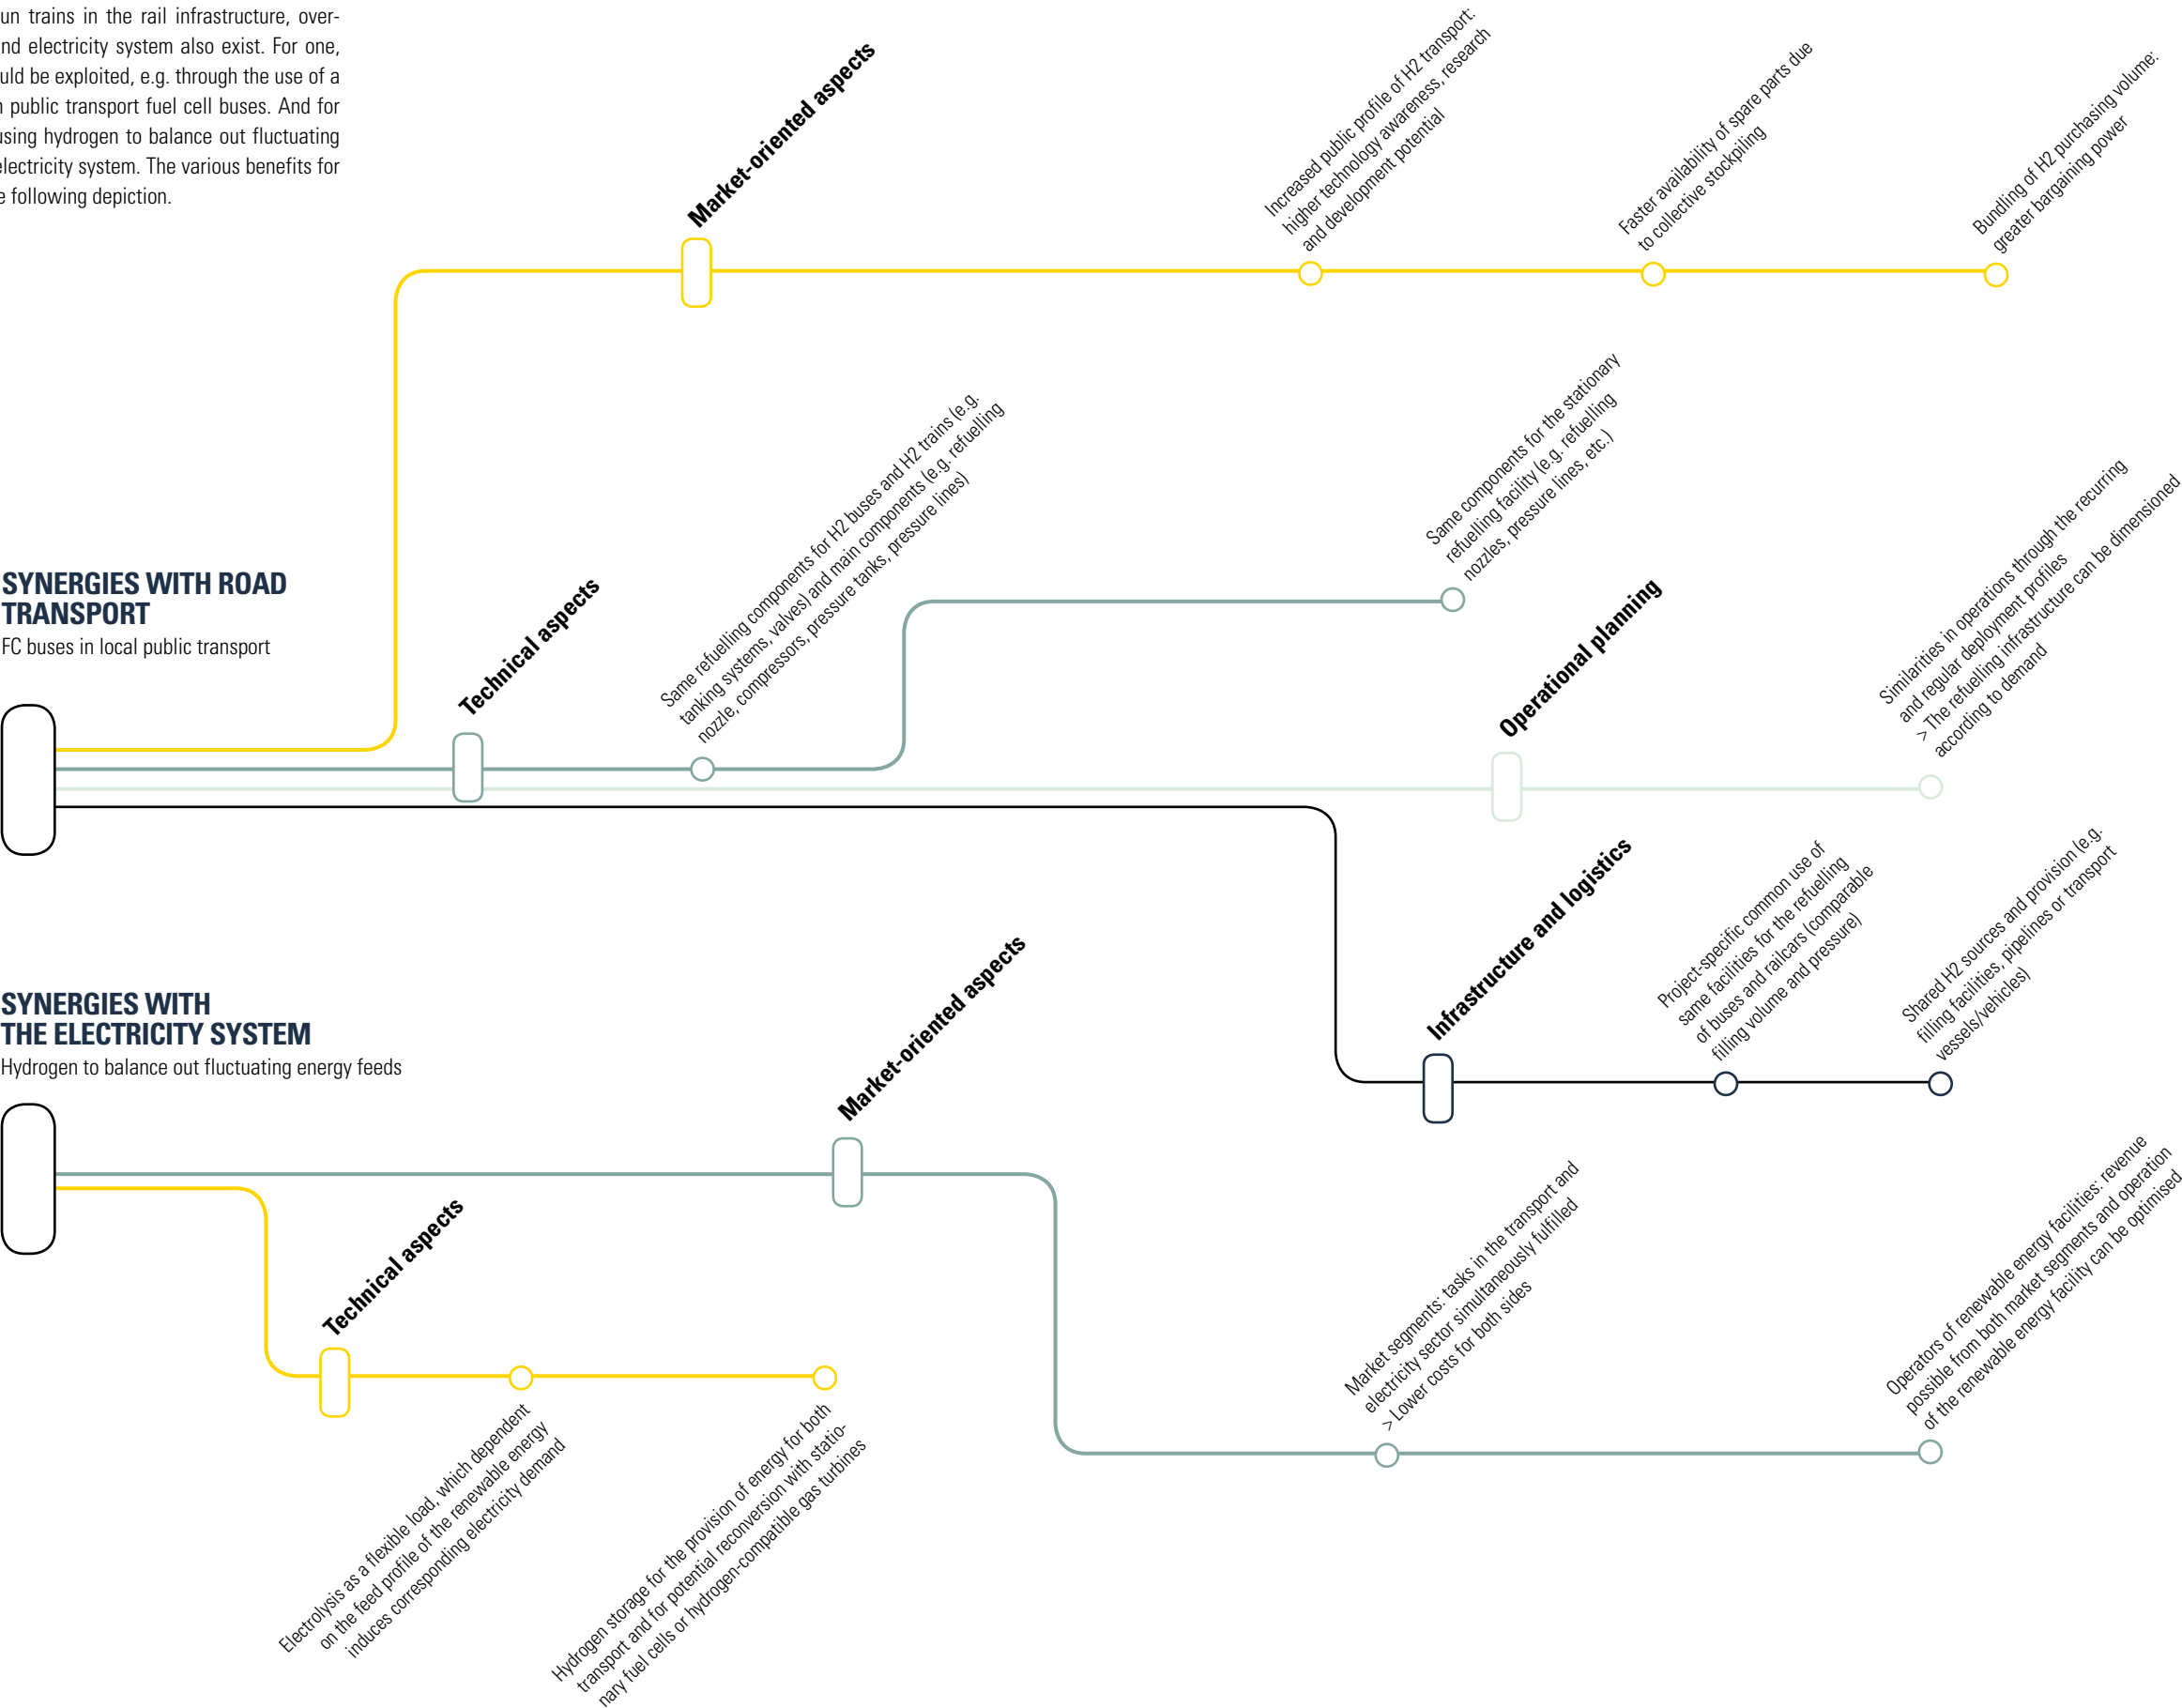 un trains in the rail infrastructure, over-
nd electricity system also exist. For one,
uld be exploited, e.g. through the use of a
n public transport fuel cell buses. And for
using hydrogen to balance out fluctuating
electricity system. The various benefits for
e following depiction.
Market-oriented aspects
Increased public profile of H2 transport:
higher technology awareness, research
and development potential
Faster availability of spare parts due
to collective stockpiling
Bundling of H2 purchasing volume:
greater bargaining power
SYNERGIES WITH ROAD
TRANSPORT
FC buses in local public transport
Technical aspects
Same refuelling components for H2 buses and H2 trains (e.g.
tanking systems, valves) and main components (e.g. refuelling
nozzle, compressors, pressure tanks, pressure lines)
Same components for the stationary
refuelling facility (e.g. refuelling
nozzles, pressure lines, etc.)
Operational planning
Similarities in operations through the recurring
and regular deployment profiles
> The refuelling infrastructure can be dimensioned
according to demand
Infrastructure and logistics
Project-specific common use of
same facilities for the refuelling
of buses and railcars (comparable
filling volume and pressure)
Shared H2 sources and provision (e.g.
filling facilities, pipelines or transport
vessels/vehicles)
SYNERGIES WITH
THE ELECTRICITY SYSTEM
Hydrogen to balance out fluctuating energy feeds
Market-oriented aspects
Market segments: tasks in the transport and
electricity sector simultaneously fulfilled
> Lower costs for both sides
Operators of renewable energy facilities: revenue
possible from both market segments and operation
of the renewable energy facility can be optimised
Technical aspects
Electrolysis as a flexible load, which dependent
on the feed profile of the renewable energy
induces corresponding electricity demand
Hydrogen storage for the provision of energy for both
transport and for potential reconversion with statio-
nary fuel cells or hydrogen-compatible gas turbines